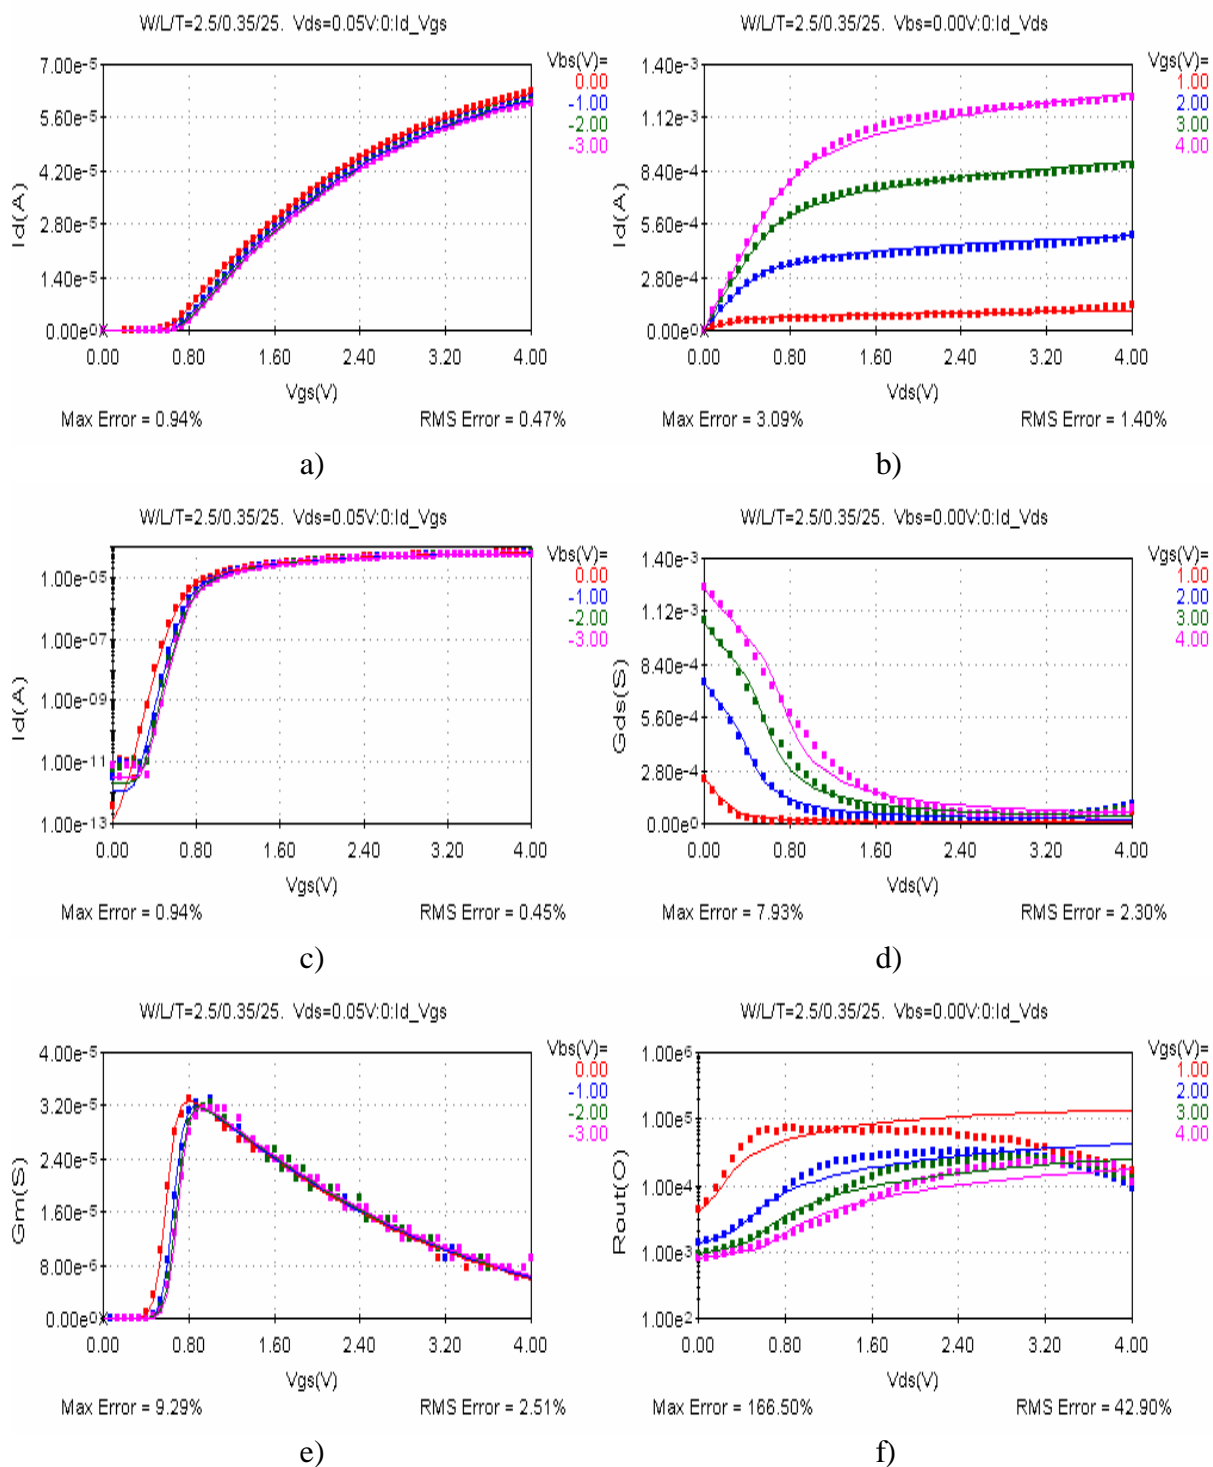 W/L/T=2.5/0.35/25. Vds=0.05V:0:Id_Vgs
Vbs(V)=
0.00
-1.00
-2.00
-3.00
7.00e-5
5.60e-5
4.20e-5
2.80e-5
1.40e-5
0.00e0
Id(A)
0.00 0.80 1.60 2.40 3.20 4.00
Vgs(V)
Max Error = 0.94% RMS Error = 0.47%
a)
W/L/T=2.5/0.35/25. Vbs=0.00V:0:Id_Vds
Vgs(V)=
1.00
2.00
3.00
4.00
1.40e-3
1.12e-3
8.40e-4
5.60e-4
2.80e-4
0.00e0
Id(A)
0.00 0.80 1.60 2.40 3.20 4.00
Vds(V)
Max Error = 3.09% RMS Error = 1.40%
b)
W/L/T=2.5/0.35/25. Vds=0.05V:0:Id_Vgs
Vbs(V)=
0.00
-1.00
-2.00
-3.00
1.00e-05
1.00e-07
1.00e-09
1.00e-11
1.00e-13
Id(A)
0.00 0.80 1.60 2.40 3.20 4.00
Vgs(V)
Max Error = 0.94% RMS Error = 0.45%
c)
W/L/T=2.5/0.35/25. Vbs=0.00V:0:Id_Vds
Vgs(V)=
1.00
2.00
3.00
4.00
1.40e-3
1.12e-3
8.40e-4
5.60e-4
2.80e-4
0.00e0
Gds(S)
0.00 0.80 1.60 2.40 3.20 4.00
Vds(V)
Max Error = 7.93% RMS Error = 2.30%
d)
W/L/T=2.5/0.35/25. Vds=0.05V:0:Id_Vgs
Vbs(V)=
0.00
-1.00
-2.00
-3.00
4.00e-5
3.20e-5
2.40e-5
1.60e-5
8.00e-6
0.00e0
Gm(S)
0.00 0.80 1.60 2.40 3.20 4.00
Vgs(V)
Max Error = 9.29% RMS Error = 2.51%
e)
W/L/T=2.5/0.35/25. Vbs=0.00V:0:Id_Vds
Vgs(V)=
1.00
2.00
3.00
4.00
1.00e6
1.00e5
1.00e4
1.00e3
1.00e2
Rout(O)
0.00 0.80 1.60 2.40 3.20 4.00
Vds(V)
Max Error = 166.50% RMS Error = 42.90%
f)